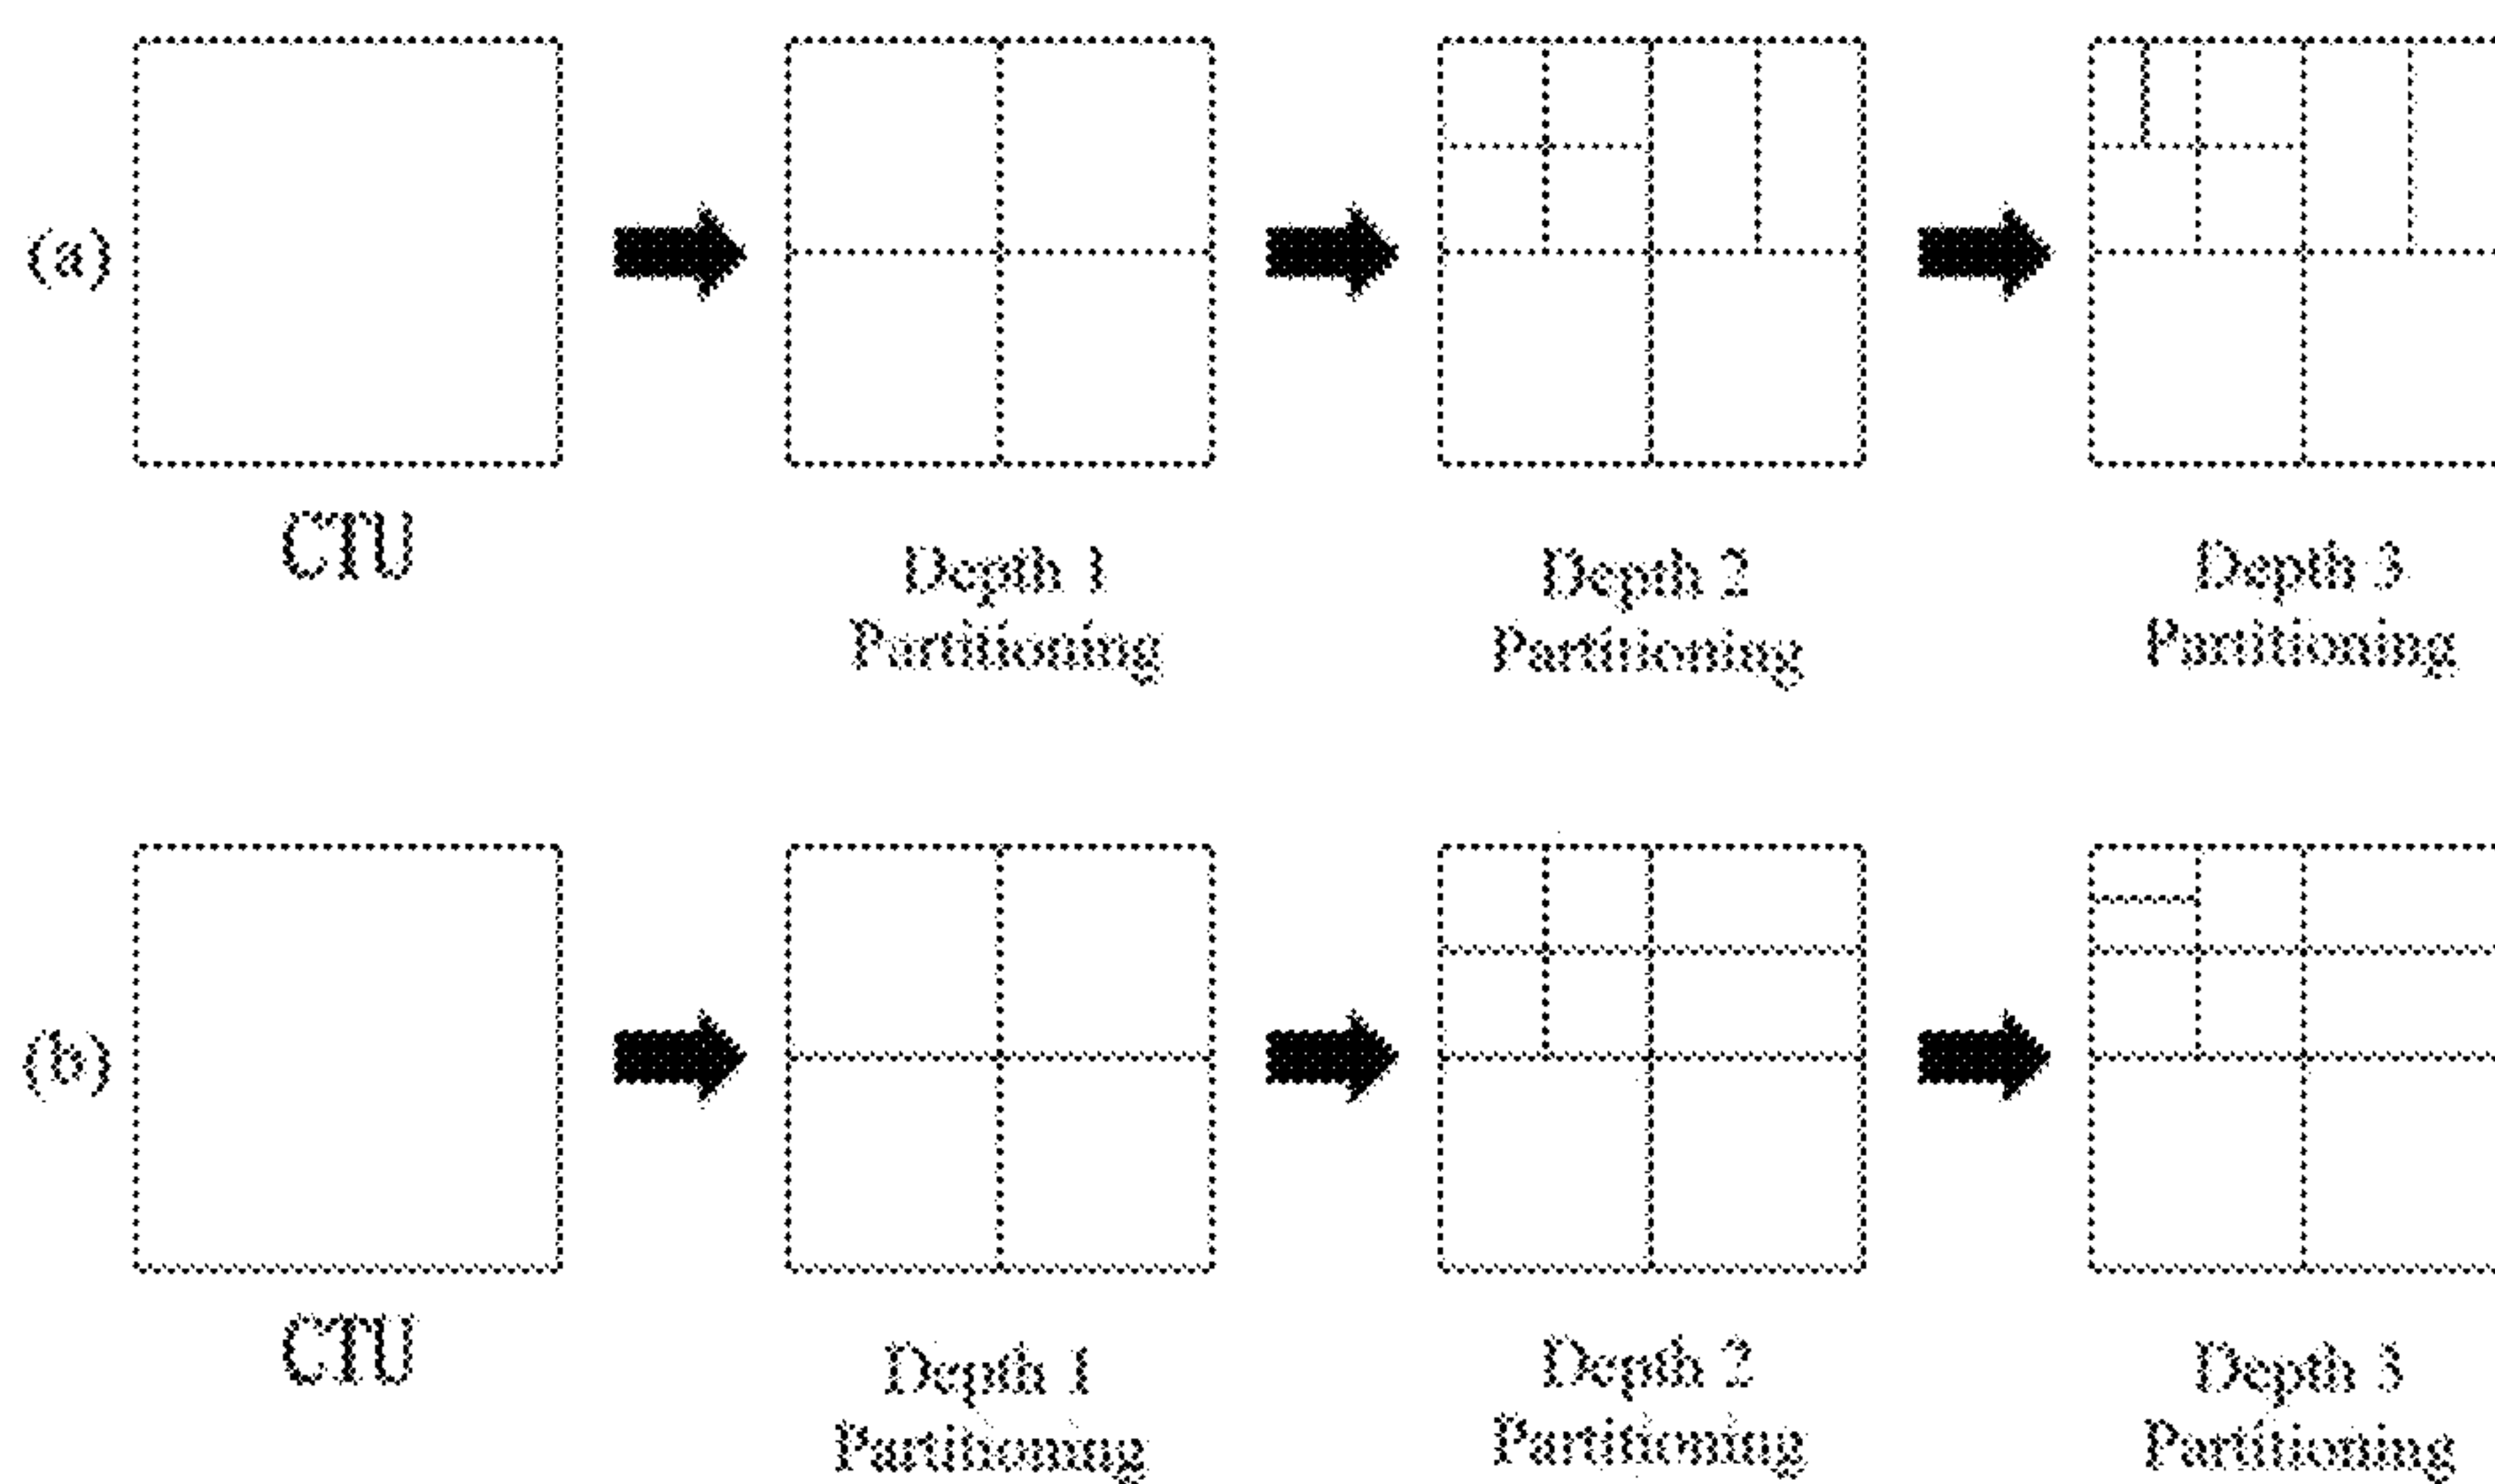 (a)
CTU
Depth 1
Partitioning
Depth 2
Partitioning
Depth 3
Partitioning
(b)
CTU
Depth 1
Partitioning
Depth 2
Partitioning
Depth 3
Partitioning